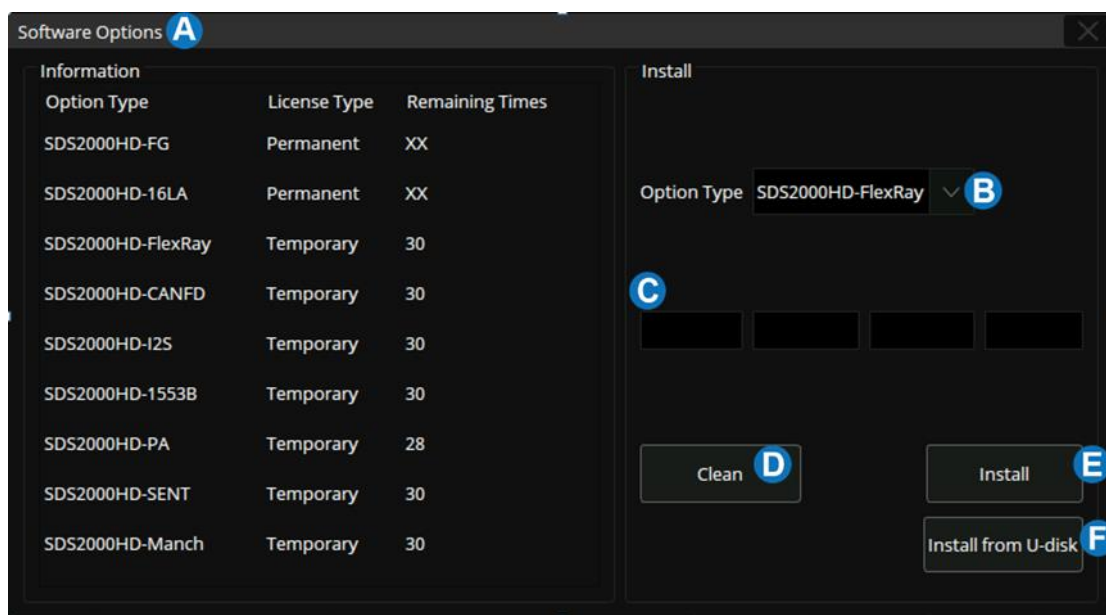 Software Options A
Information
Option Type License Type Remaining Times
SDS2000HD-FG Permanent XX
SDS2000HD-16LA Permanent XX
SDS2000HD-FlexRay Temporary 30
SDS2000HD-CANFD Temporary 30
SDS2000HD-I2S Temporary 30
SDS2000HD-1553B Temporary 30
SDS2000HD-PA Temporary 28
SDS2000HD-SENT Temporary 30
SDS2000HD-Manch Temporary 30
Install
Option Type SDS2000HD-FlexRay B
C
Clean D
Install E
Install from U-disk F